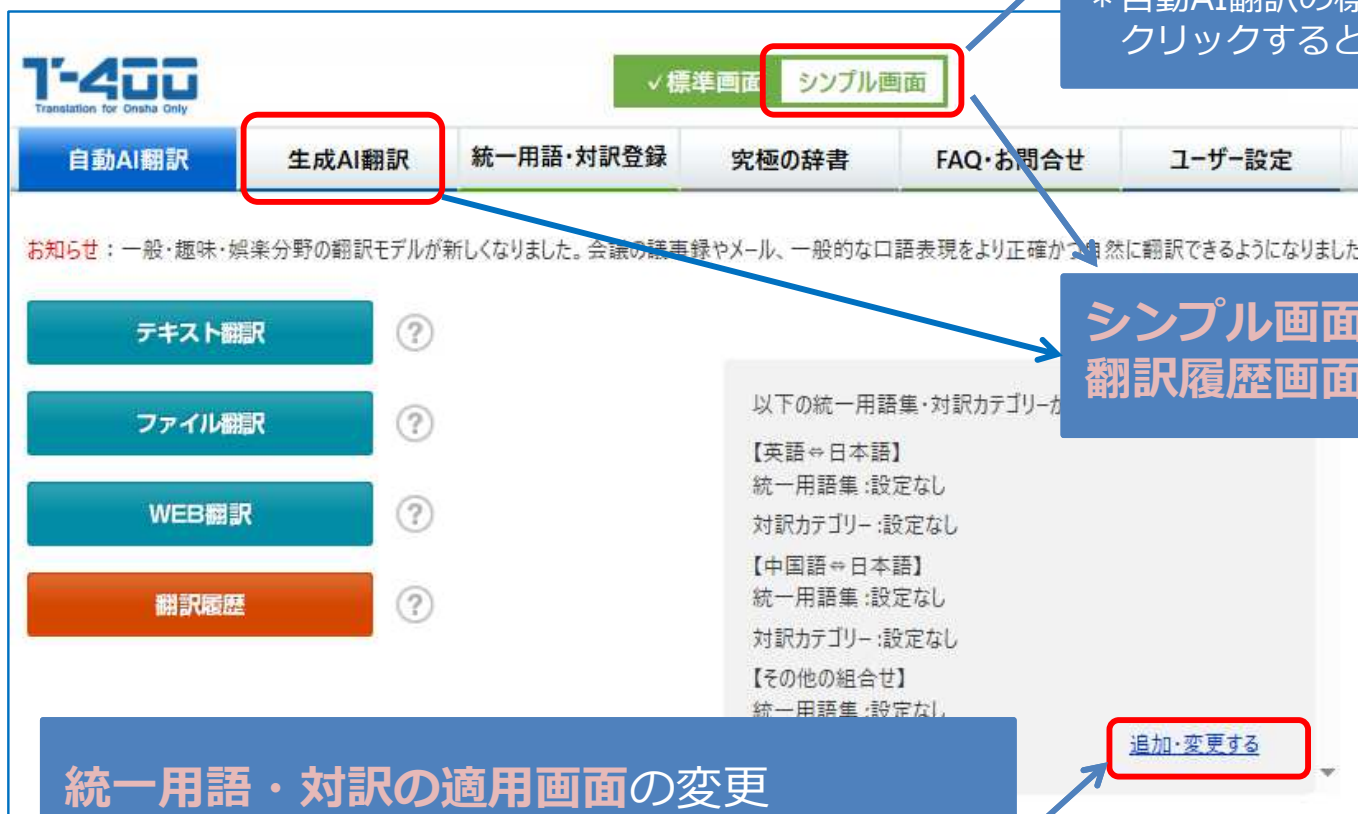 ＊自動AI翻訳の標
クリックすると
T-400
Translation for Onsha Only
✓標準画面 シンプル画面
自動AI翻訳 生成AI翻訳 統一用語・対訳登録 究極の辞書 FAQ・お問合せ ユーザー設定
お知らせ：一般・趣味・娯楽分野の翻訳モデルが新しくなりました。会議の議事録やメール、一般的な口語表現をより正確かつ自然に翻訳できるようになりました
テキスト翻訳 ?
ファイル翻訳 ?
WEB翻訳 ?
翻訳履歴 ?
シンプル画面
翻訳履歴画面
以下の統一用語集・対訳カテゴリーが
【英語⇔日本語】
統一用語集 :設定なし
対訳カテゴリー :設定なし
【中国語⇔日本語】
統一用語集 :設定なし
対訳カテゴリー :設定なし
【その他の組合せ】
統一用語集 :設定なし
追加・変更する
統一用語・対訳の適用画面の変更